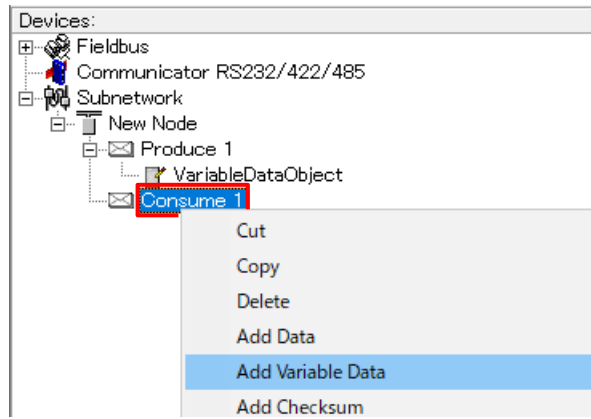 Devices:
Fieldbus
Communicator RS232/422/485
Subnetwork
New Node
Produce 1
VariableDataObject
Consume 1
Cut
Copy
Delete
Add Data
Add Variable Data
Add Checksum